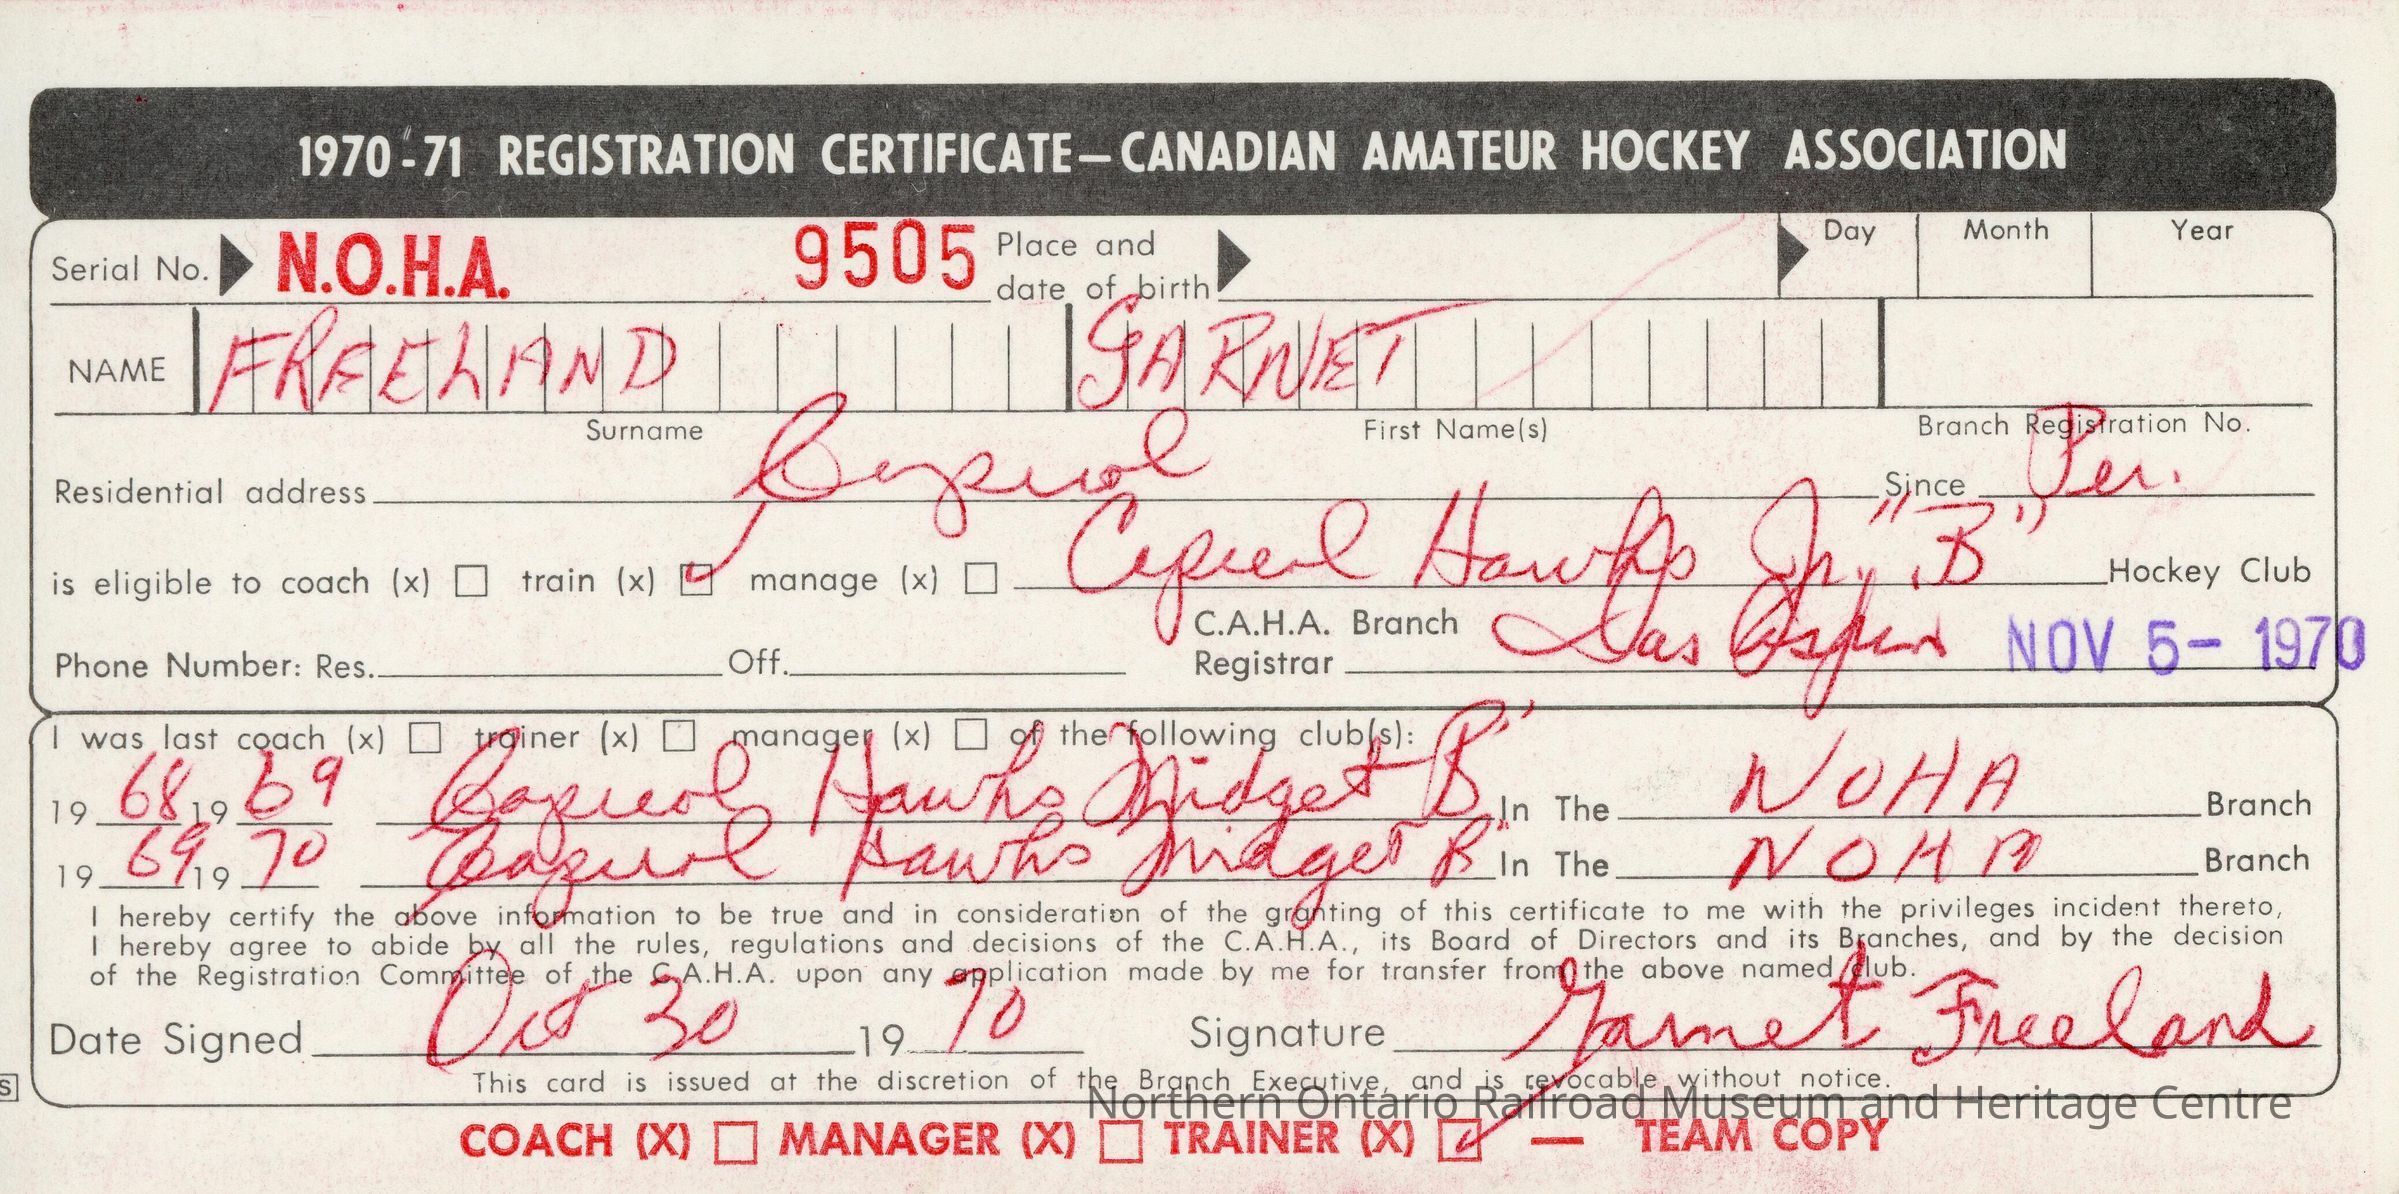 1970-71 REGISTRATION CERTIFICATE—CANADIAN AMATEUR HOCKEY ASSOCIATION
Serial No. N.O.H.A. 9505 Place and date of birth Day Month Year
NAME FREELAND GARNET
Surname First Name(s) Branch Registration No.
Residential address Capreol Since Per.
is eligible to coach (x) train (x) manage (x) Capreol Hawks Jr. "B" Hockey Club
C.A.H.A. Branch
Phone Number: Res. Off. Registrar NOV 5- 1970
I was last coach (x) trainer (x) manager (x) of the following club(s):
19 68 19 69 Capreol Hawks Midget "B" In The NOHA Branch
19 69 19 70 Capreol Hawks Midget "B" In The NOHA Branch
I hereby certify the above information to be true and in consideration of the granting of this certificate to me with the privileges incident thereto,
I hereby agree to abide by all the rules, regulations and decisions of the C.A.H.A., its Board of Directors and its Branches, and by the decision
of the Registration Committee of the C.A.H.A. upon any application made by me for transfer from the above named club.
Date Signed Oct 30 19 70 Signature Garnet Freeland
This card is issued at the discretion of the Branch Executive, and is revocable without notice.
Northern Ontario Railroad Museum and Heritage Centre
COACH (X) MANAGER (X) TRAINER (X) — TEAM COPY